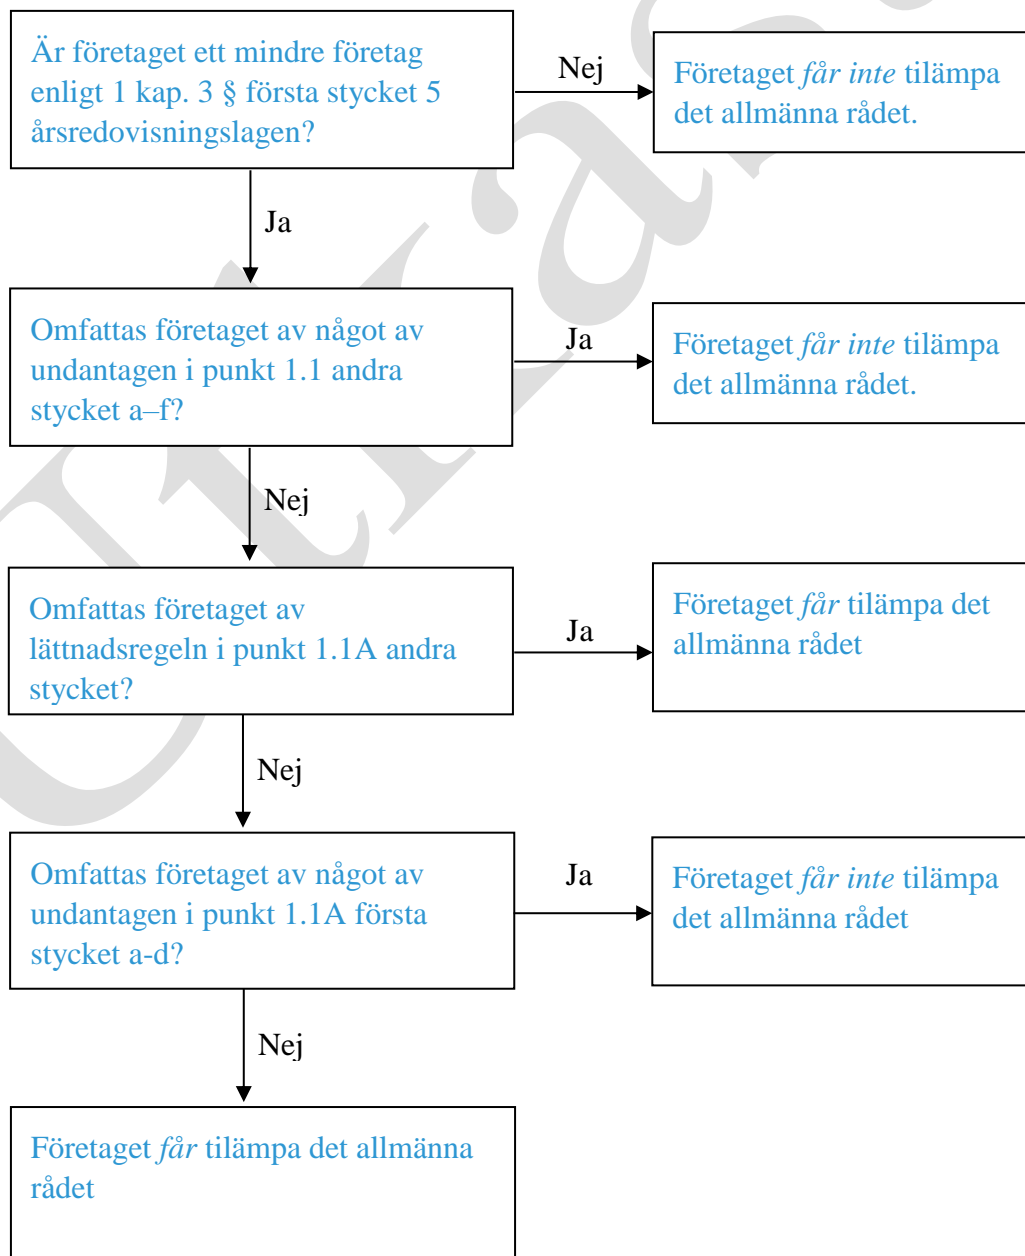 Är företaget ett mindre företag
enligt 1 kap. 3 § första stycket 5
årsredovisningslagen?
Nej
Företaget får inte tilämpa
det allmänna rådet.
Ja
Omfattas företaget av något av
undantagen i punkt 1.1 andra
stycket a–f?
Ja
Företaget får inte tilämpa
det allmänna rådet.
Nej
Omfattas företaget av
lättnadsregeln i punkt 1.1A andra
stycket?
Ja
Företaget får tilämpa det
allmänna rådet
Nej
Omfattas företaget av något av
undantagen i punkt 1.1A första
stycket a-d?
Ja
Företaget får inte tilämpa
det allmänna rådet
Nej
Företaget får tilämpa det allmänna
rådet